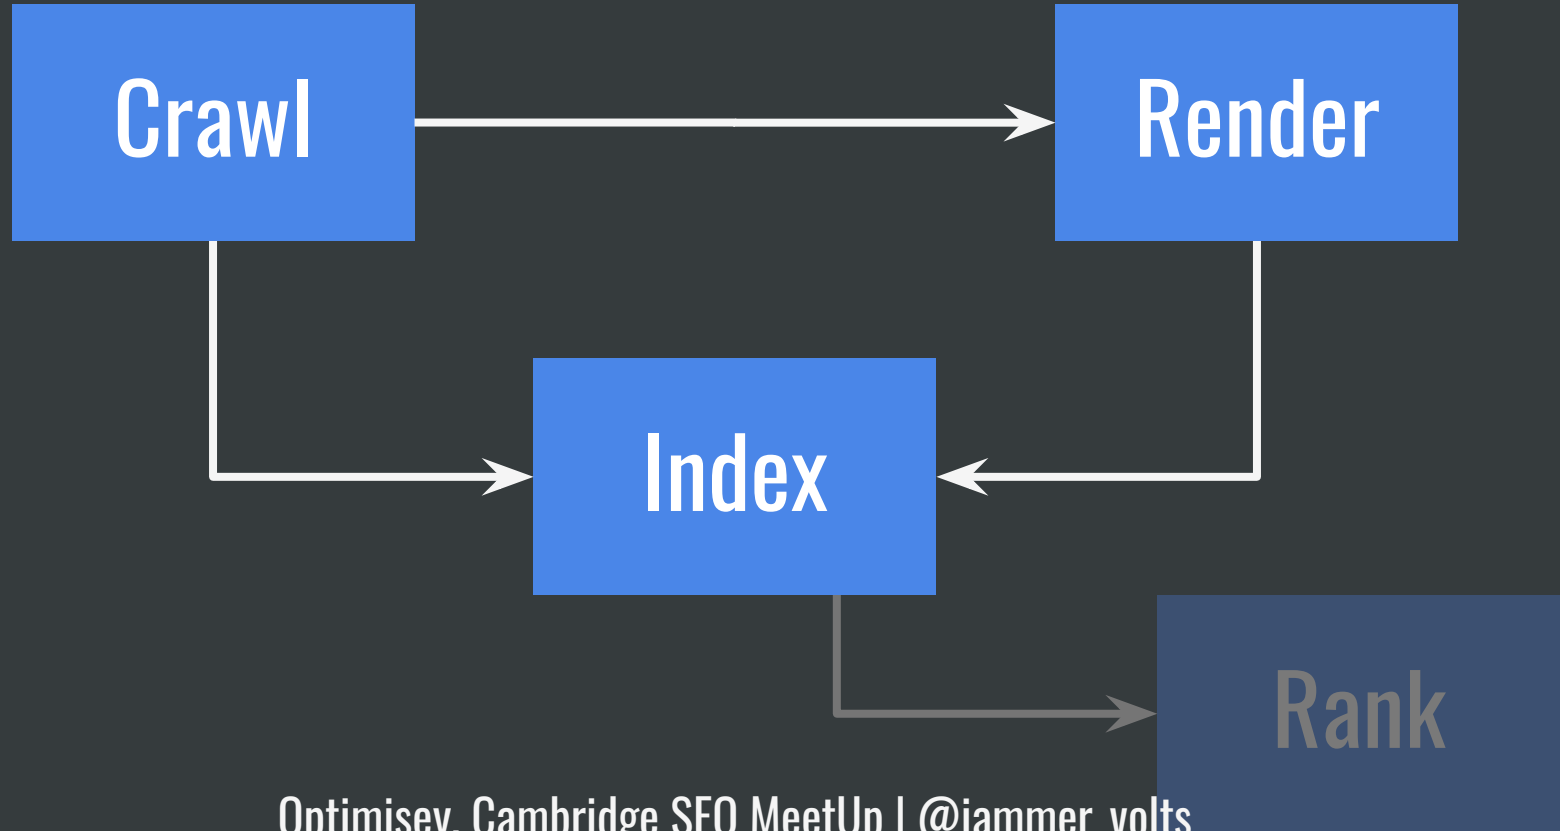 Crawl
Render
Index
Rank
Optimisey, Cambridge SEO MeetUp | @jammer_volts